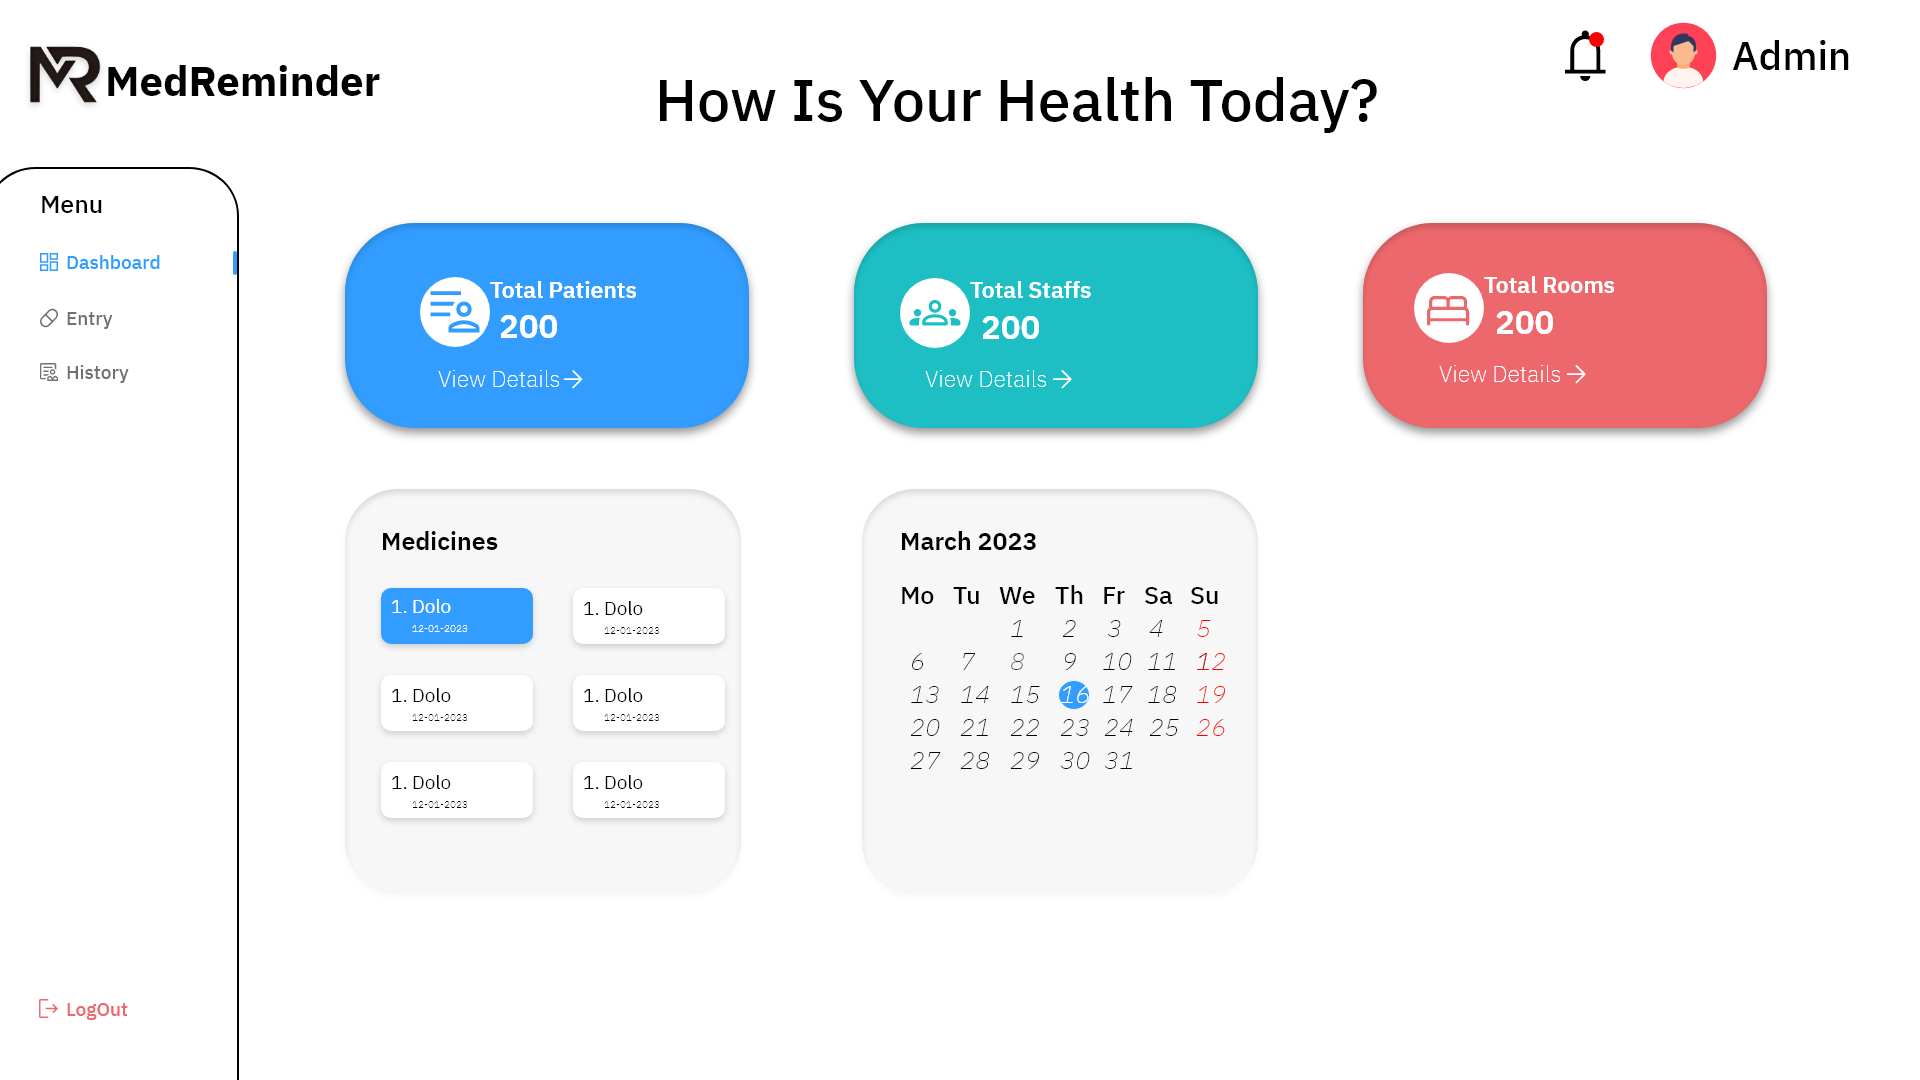 MR MedReminder
How Is Your Health Today?
Admin
Menu
Dashboard
Entry
History
LogOut
Total Patients
200
View Details
Total Staffs
200
View Details
Total Rooms
200
View Details
Medicines
1. Dolo
12-01-2023
1. Dolo
12-01-2023
1. Dolo
12-01-2023
1. Dolo
12-01-2023
1. Dolo
12-01-2023
1. Dolo
12-01-2023
March 2023
Mo Tu We Th Fr Sa Su
1 2 3 4 5
6 7 8 9 10 11 12
13 14 15 16 17 18 19
20 21 22 23 24 25 26
27 28 29 30 31